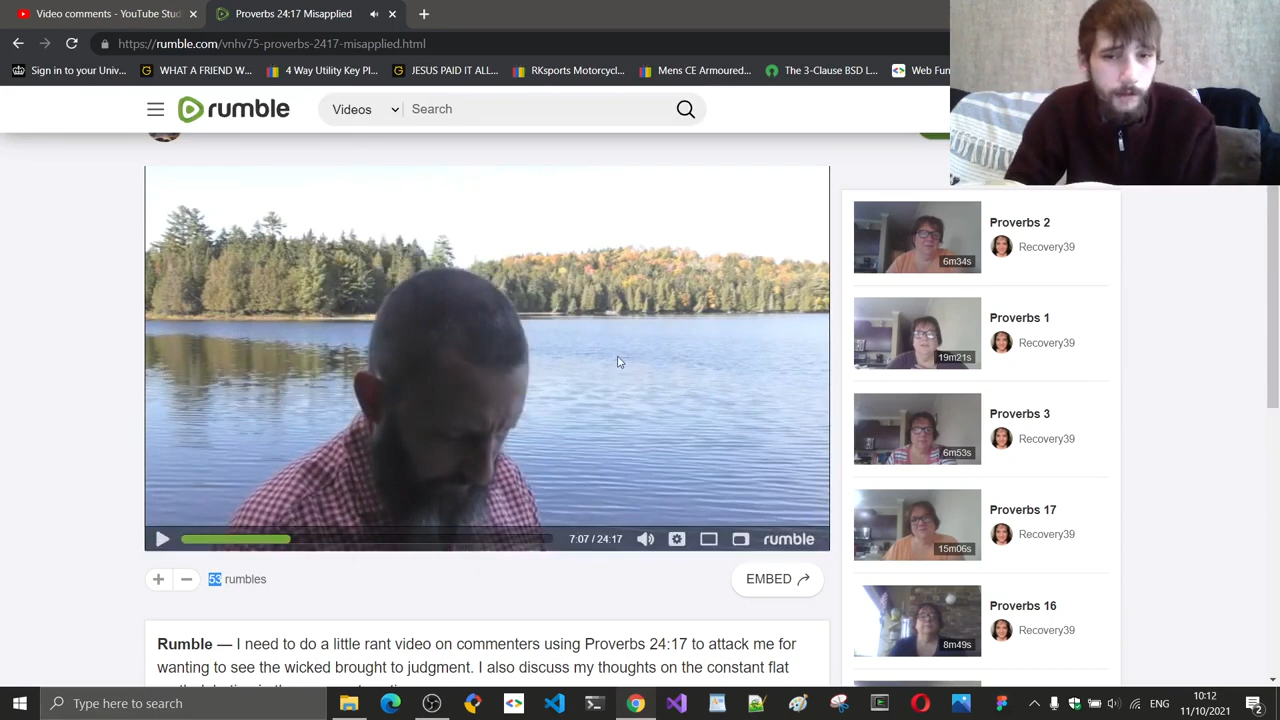 Video comments - YouTube Stud
Proverbs 24:17 Misapplied
https://rumble.com/vnhv75-proverbs-2417-misapplied.html
Sign in to your Univ...
WHAT A FRIEND W...
4 Way Utility Key Pl...
JESUS PAID IT ALL...
RKsports Motorcycl...
Mens CE Armoured...
The 3-Clause BSD L...
Web Fun
rumble
Videos
Search
7:07 / 24:17
rumble
53 rumbles
EMBED
Rumble — I need to do a little rant video on commenters using Proverbs 24:17 to attack me for
wanting to see the wicked brought to judgment. I also discuss my thoughts on the constant flat
Proverbs 2
Recovery39
6m34s
Proverbs 1
Recovery39
19m21s
Proverbs 3
Recovery39
6m53s
Proverbs 17
Recovery39
15m06s
Proverbs 16
Recovery39
8m49s
Type here to search
ENG
10:12
11/10/2021
2